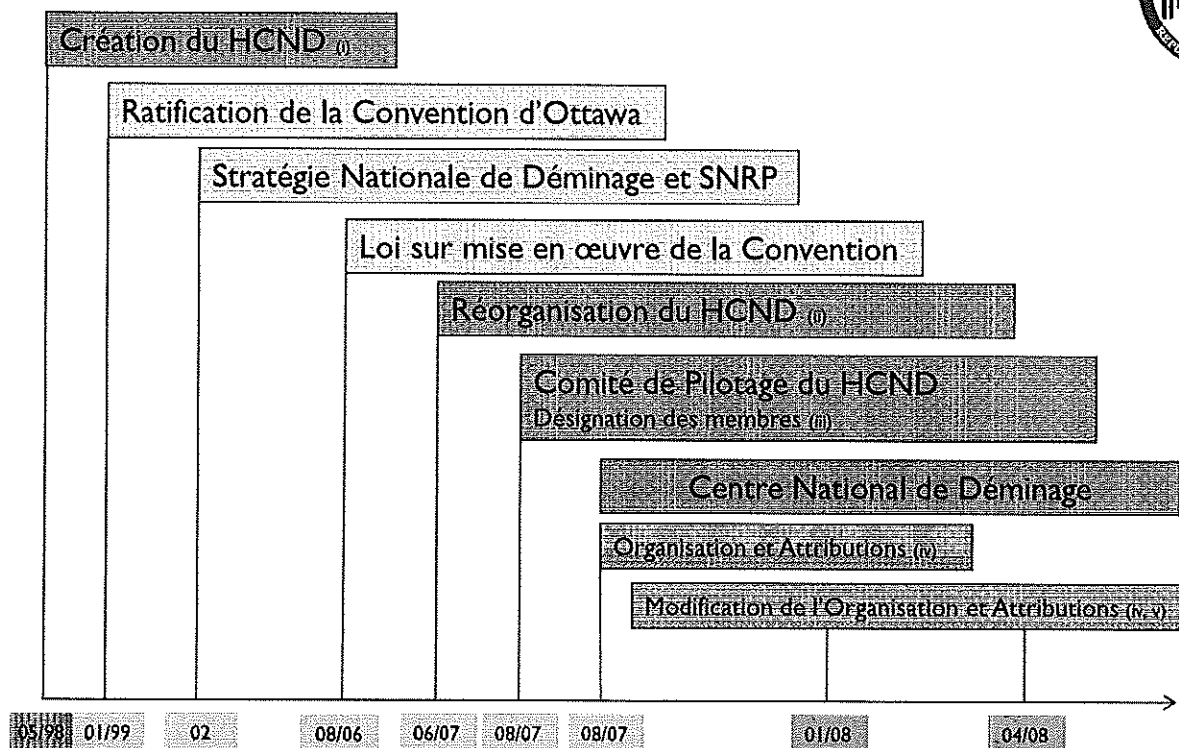 Création du HCND (i)
Ratification de la Convention d'Ottawa
Stratégie Nationale de Déminage et SNRP
Loi sur mise en œuvre de la Convention
Réorganisation du HCND (ii)
Comité de Pilotage du HCND
Désignation des membres (iii)
Centre National de Déminage
Organisation et Attributions (iv)
Modification de l'Organisation et Attributions (iv, v)
05/98 01/99 02 08/06 06/07 08/07 08/07 01/08 04/08